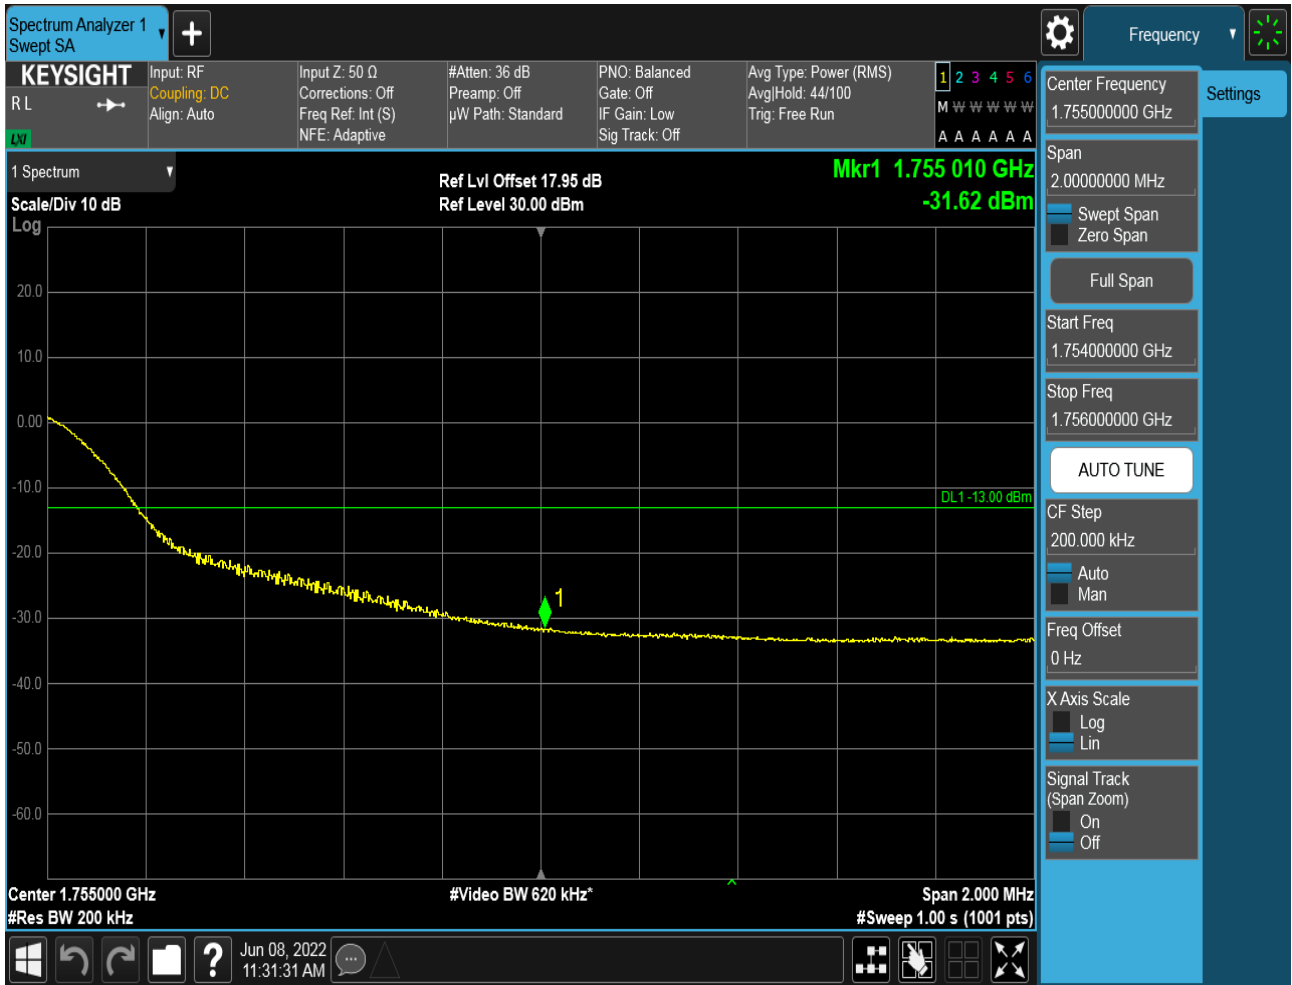 Spectrum Analyzer 1
Swept SA
Frequency
KEYSIGHT
R L
LXI
Input: RF
Coupling: DC
Align: Auto
Input Z: 50 Ω
Corrections: Off
Freq Ref: Int (S)
NFE: Adaptive
#Atten: 36 dB
Preamp: Off
µW Path: Standard
PNO: Balanced
Gate: Off
IF Gain: Low
Sig Track: Off
Avg Type: Power (RMS)
Avg|Hold: 44/100
Trig: Free Run
1 2 3 4 5 6
M W W W W W
A A A A A A
Center Frequency
1.755000000 GHz
Settings
1 Spectrum
Scale/Div 10 dB
Log
Ref Lvl Offset 17.95 dB
Ref Level 30.00 dBm
Mkr1 1.755 010 GHz
-31.62 dBm
Span
2.00000000 MHz
Swept Span
Zero Span
Full Span
Start Freq
1.754000000 GHz
Stop Freq
1.756000000 GHz
AUTO TUNE
CF Step
200.000 kHz
Auto
Man
Freq Offset
0 Hz
X Axis Scale
Log
Lin
Signal Track
(Span Zoom)
On
Off
20.0
10.0
0.00
-10.0
DL1 -13.00 dBm
-20.0
1
-30.0
-40.0
-50.0
-60.0
Center 1.755000 GHz
#Res BW 200 kHz
#Video BW 620 kHz*
Span 2.000 MHz
#Sweep 1.00 s (1001 pts)
?
Jun 08, 2022
11:31:31 AM